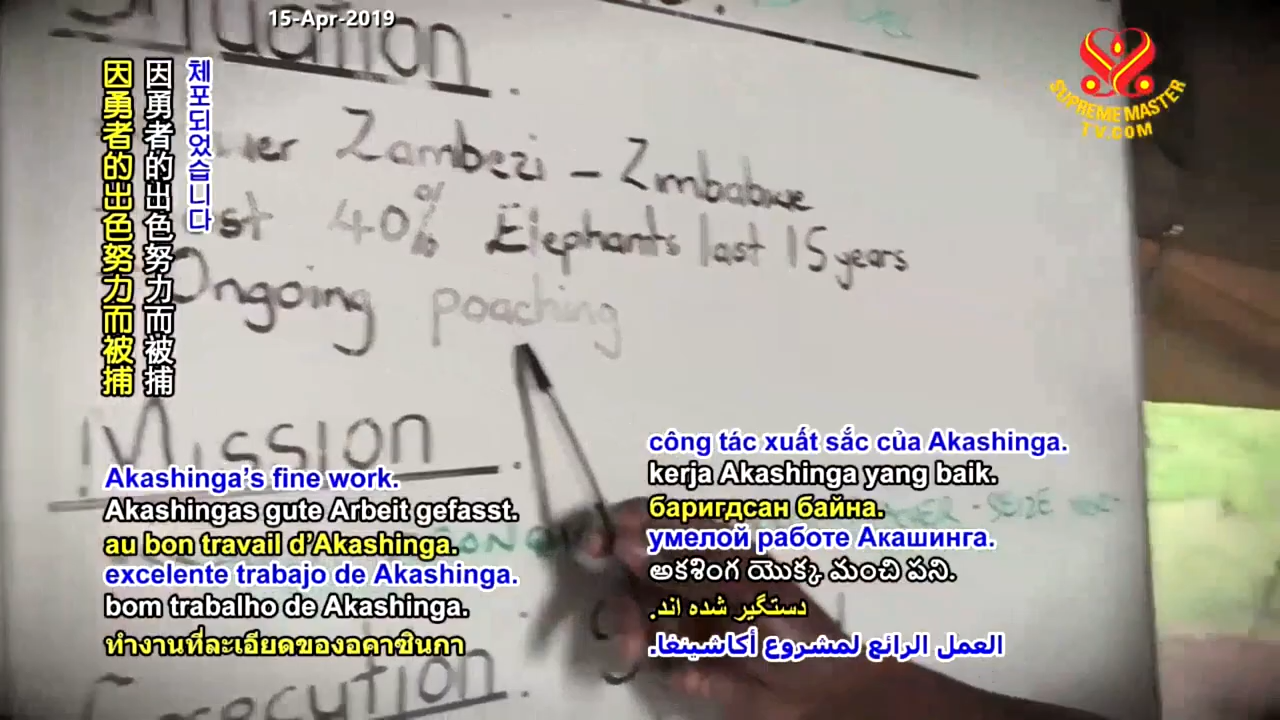 15-Apr-2019
SUPREME MASTER
TV.COM
체포되었습니다
因勇者的出色努力而被捕
因勇者的出色努力而被捕
Zambezi – Zimbabwe
40% Elephants last 15 years
Ongoing poaching
Mission
Akashinga's fine work.
Akashingas gute Arbeit gefasst.
au bon travail d'Akashinga.
excelente trabajo de Akashinga.
bom trabalho de Akashinga.
ทำงานที่ละเอียดของอคาซินกา
công tác xuất sắc của Akashinga.
kerja Akashinga yang baik.
баригдсан байна.
умелой работе Акашинга.
అకశింగ యొక్క మంచి పని.
دستگیر شده اند.
العمل الرائع لمشروع أكاشينغا.